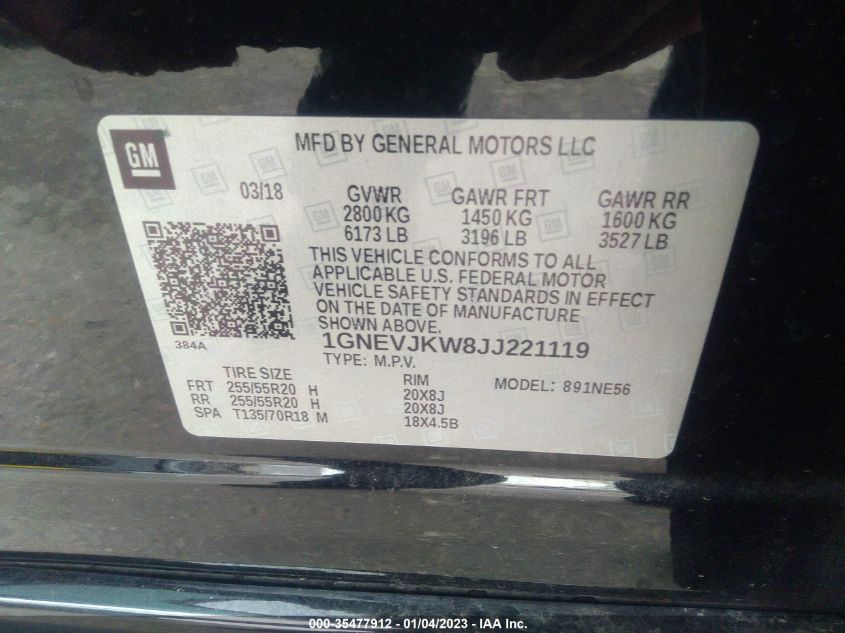 GM
MFD BY GENERAL MOTORS LLC
03/18 GVWR GAWR FRT GAWR RR
2800 KG 1450 KG 1600 KG
6173 LB 3196 LB 3527 LB
THIS VEHICLE CONFORMS TO ALL
APPLICABLE U.S. FEDERAL MOTOR
VEHICLE SAFETY STANDARDS IN EFFECT
ON THE DATE OF MANUFACTURE
SHOWN ABOVE.
384A
1GNEVJKW8JJ221119
TYPE: M.P.V.
TIRE SIZE RIM MODEL: 891NE56
FRT 255/55R20 H 20X8J
RR 255/55R20 H 20X8J
SPA T135/70R18 M 18X4.5B
000-35477912 - 01/04/2023 - © IAA Inc.